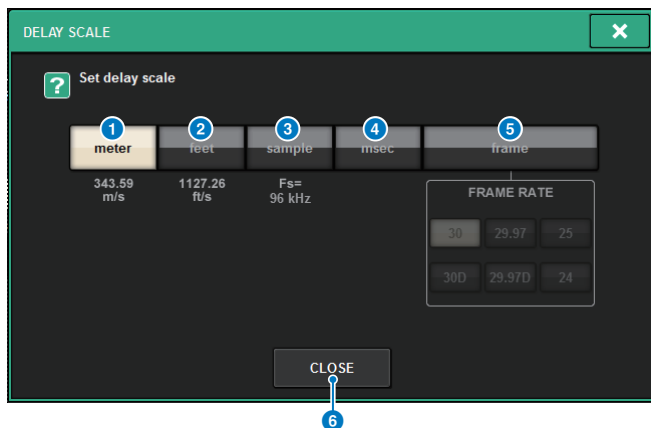 DELAY SCALE
?
Set delay scale
1 2 3 4 5
meter feet sample msec frame
343.59 1127.26 Fs=
m/s ft/s 96 kHz
FRAME RATE
30 29.97 25
30D 29.97D 24
CLOSE
6